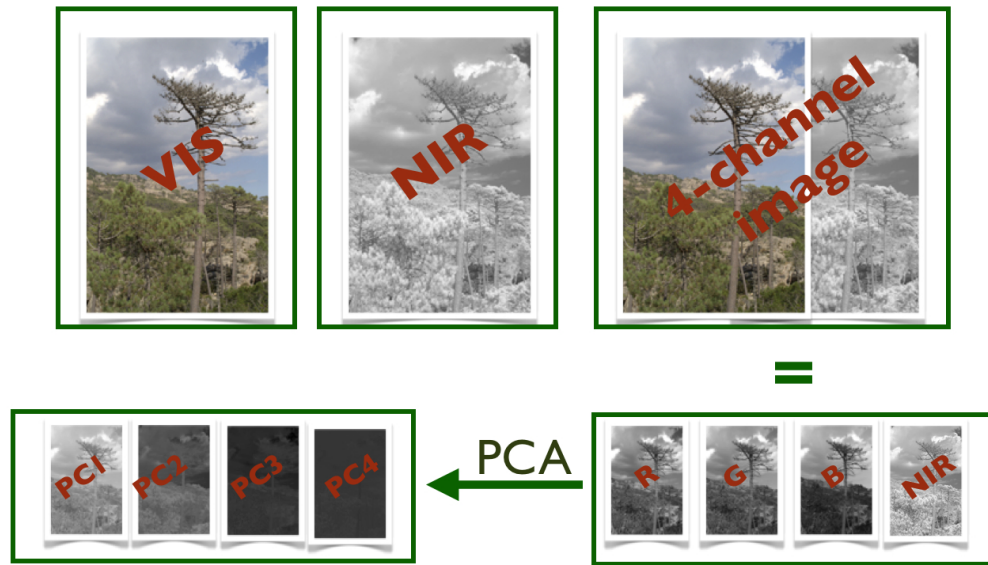 VIS
NIR
4-channel
image
=
PCA
PC1
PC2
PC3
PC4
R
G
B
NIR